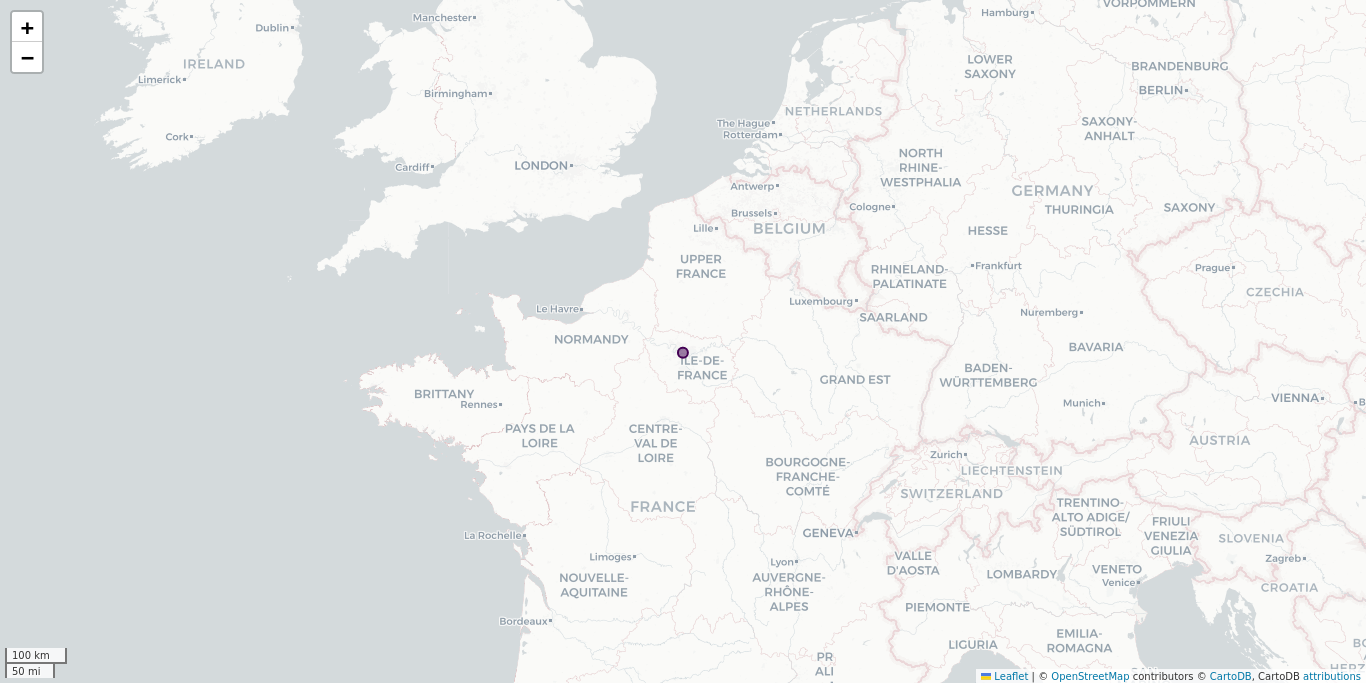 +
−
VORPOMMERN
Hamburg
Manchester
Dublin
IRELAND
Limerick
Cork
Birmingham
Cardiff
LONDON
The Hague
Rotterdam
NETHERLANDS
LOWER
SAXONY
BRANDENBURG
BERLIN
SAXONY-
ANHALT
NORTH
RHINE-
WESTPHALIA
Antwerp
Brussels
Lille
BELGIUM
Cologne
GERMANY
THURINGIA
SAXONY
HESSE
Frankfurt
UPPER
FRANCE
RHINELAND-
PALATINATE
Luxembourg
SAARLAND
Prague
CZECHIA
Nuremberg
Le Havre
NORMANDY
ÎLE-DE-
FRANCE
GRAND EST
BADEN-
WÜRTTEMBERG
BAVARIA
Munich
VIENNA
B
BRITTANY
Rennes
PAYS DE LA
LOIRE
CENTRE-
VAL DE
LOIRE
BOURGOGNE-
FRANCHE-
COMTÉ
AUSTRIA
Zurich
LIECHTENSTEIN
SWITZERLAND
FRANCE
GENEVA
TRENTINO-
ALTO ADIGE/
SÜDTIROL
FRIULI
VENEZIA
GIULIA
SLOVENIA
Zagreb
CROATIA
La Rochelle
Limoges
NOUVELLE-
AQUITAINE
Lyon
AUVERGNE-
RHÔNE-
ALPES
VALLE
D'AOSTA
LOMBARDY
VENETO
Venice
PIEMONTE
Bordeaux
LIGURIA
EMILIA-
ROMAGNA
PR
ALI
BO
HERZ
100 km
50 mi
Leaflet | © OpenStreetMap contributors © CartoDB, CartoDB attributions